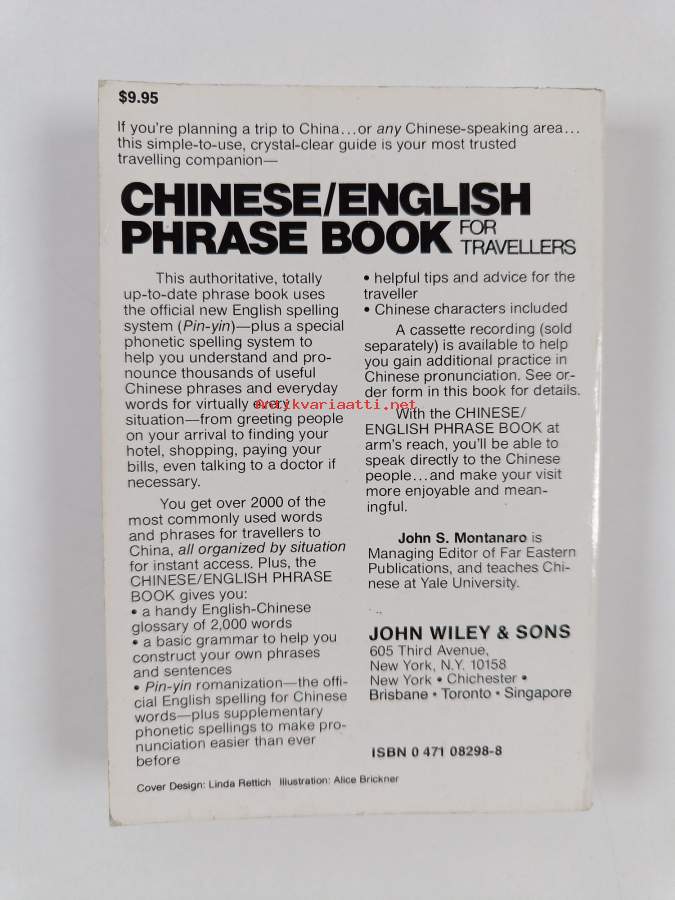 $9.95
If you're planning a trip to China...or any Chinese-speaking area...
this simple-to-use, crystal-clear guide is your most trusted
travelling companion—
CHINESE/ENGLISH
PHRASE BOOK FOR
TRAVELLERS
This authoritative, totally
up-to-date phrase book uses
the official new English spelling
system (Pin-yin)—plus a special
phonetic spelling system to
help you understand and pro-
nounce thousands of useful
Chinese phrases and everyday
words for virtually every
situation—from greeting people
on your arrival to finding your
hotel, shopping, paying your
bills, even talking to a doctor if
necessary.
You get over 2000 of the
most commonly used words
and phrases for travellers to
China, all organized by situation
for instant access. Plus, the
CHINESE/ENGLISH PHRASE
BOOK gives you:
• a handy English-Chinese
glossary of 2,000 words
• a basic grammar to help you
construct your own phrases
and sentences
• Pin-yin romanization—the offi-
cial English spelling for Chinese
words—plus supplementary
phonetic spellings to make pro-
nunciation easier than ever
before
• helpful tips and advice for the
traveller
• Chinese characters included
A cassette recording (sold
separately) is available to help
you gain additional practice in
Chinese pronunciation. See or-
der form in this book for details.
With the CHINESE/
ENGLISH PHRASE BOOK at
arm's reach, you'll be able to
speak directly to the Chinese
people...and make your visit
more enjoyable and mean-
ingful.
John S. Montanaro is
Managing Editor of Far Eastern
Publications, and teaches Chi-
nese at Yale University.
JOHN WILEY & SONS
605 Third Avenue,
New York, N.Y. 10158
New York • Chichester •
Brisbane • Toronto • Singapore
ISBN 0 471 08298-8
Cover Design: Linda Rettich Illustration: Alice Brickner
Antikvariaatti.net